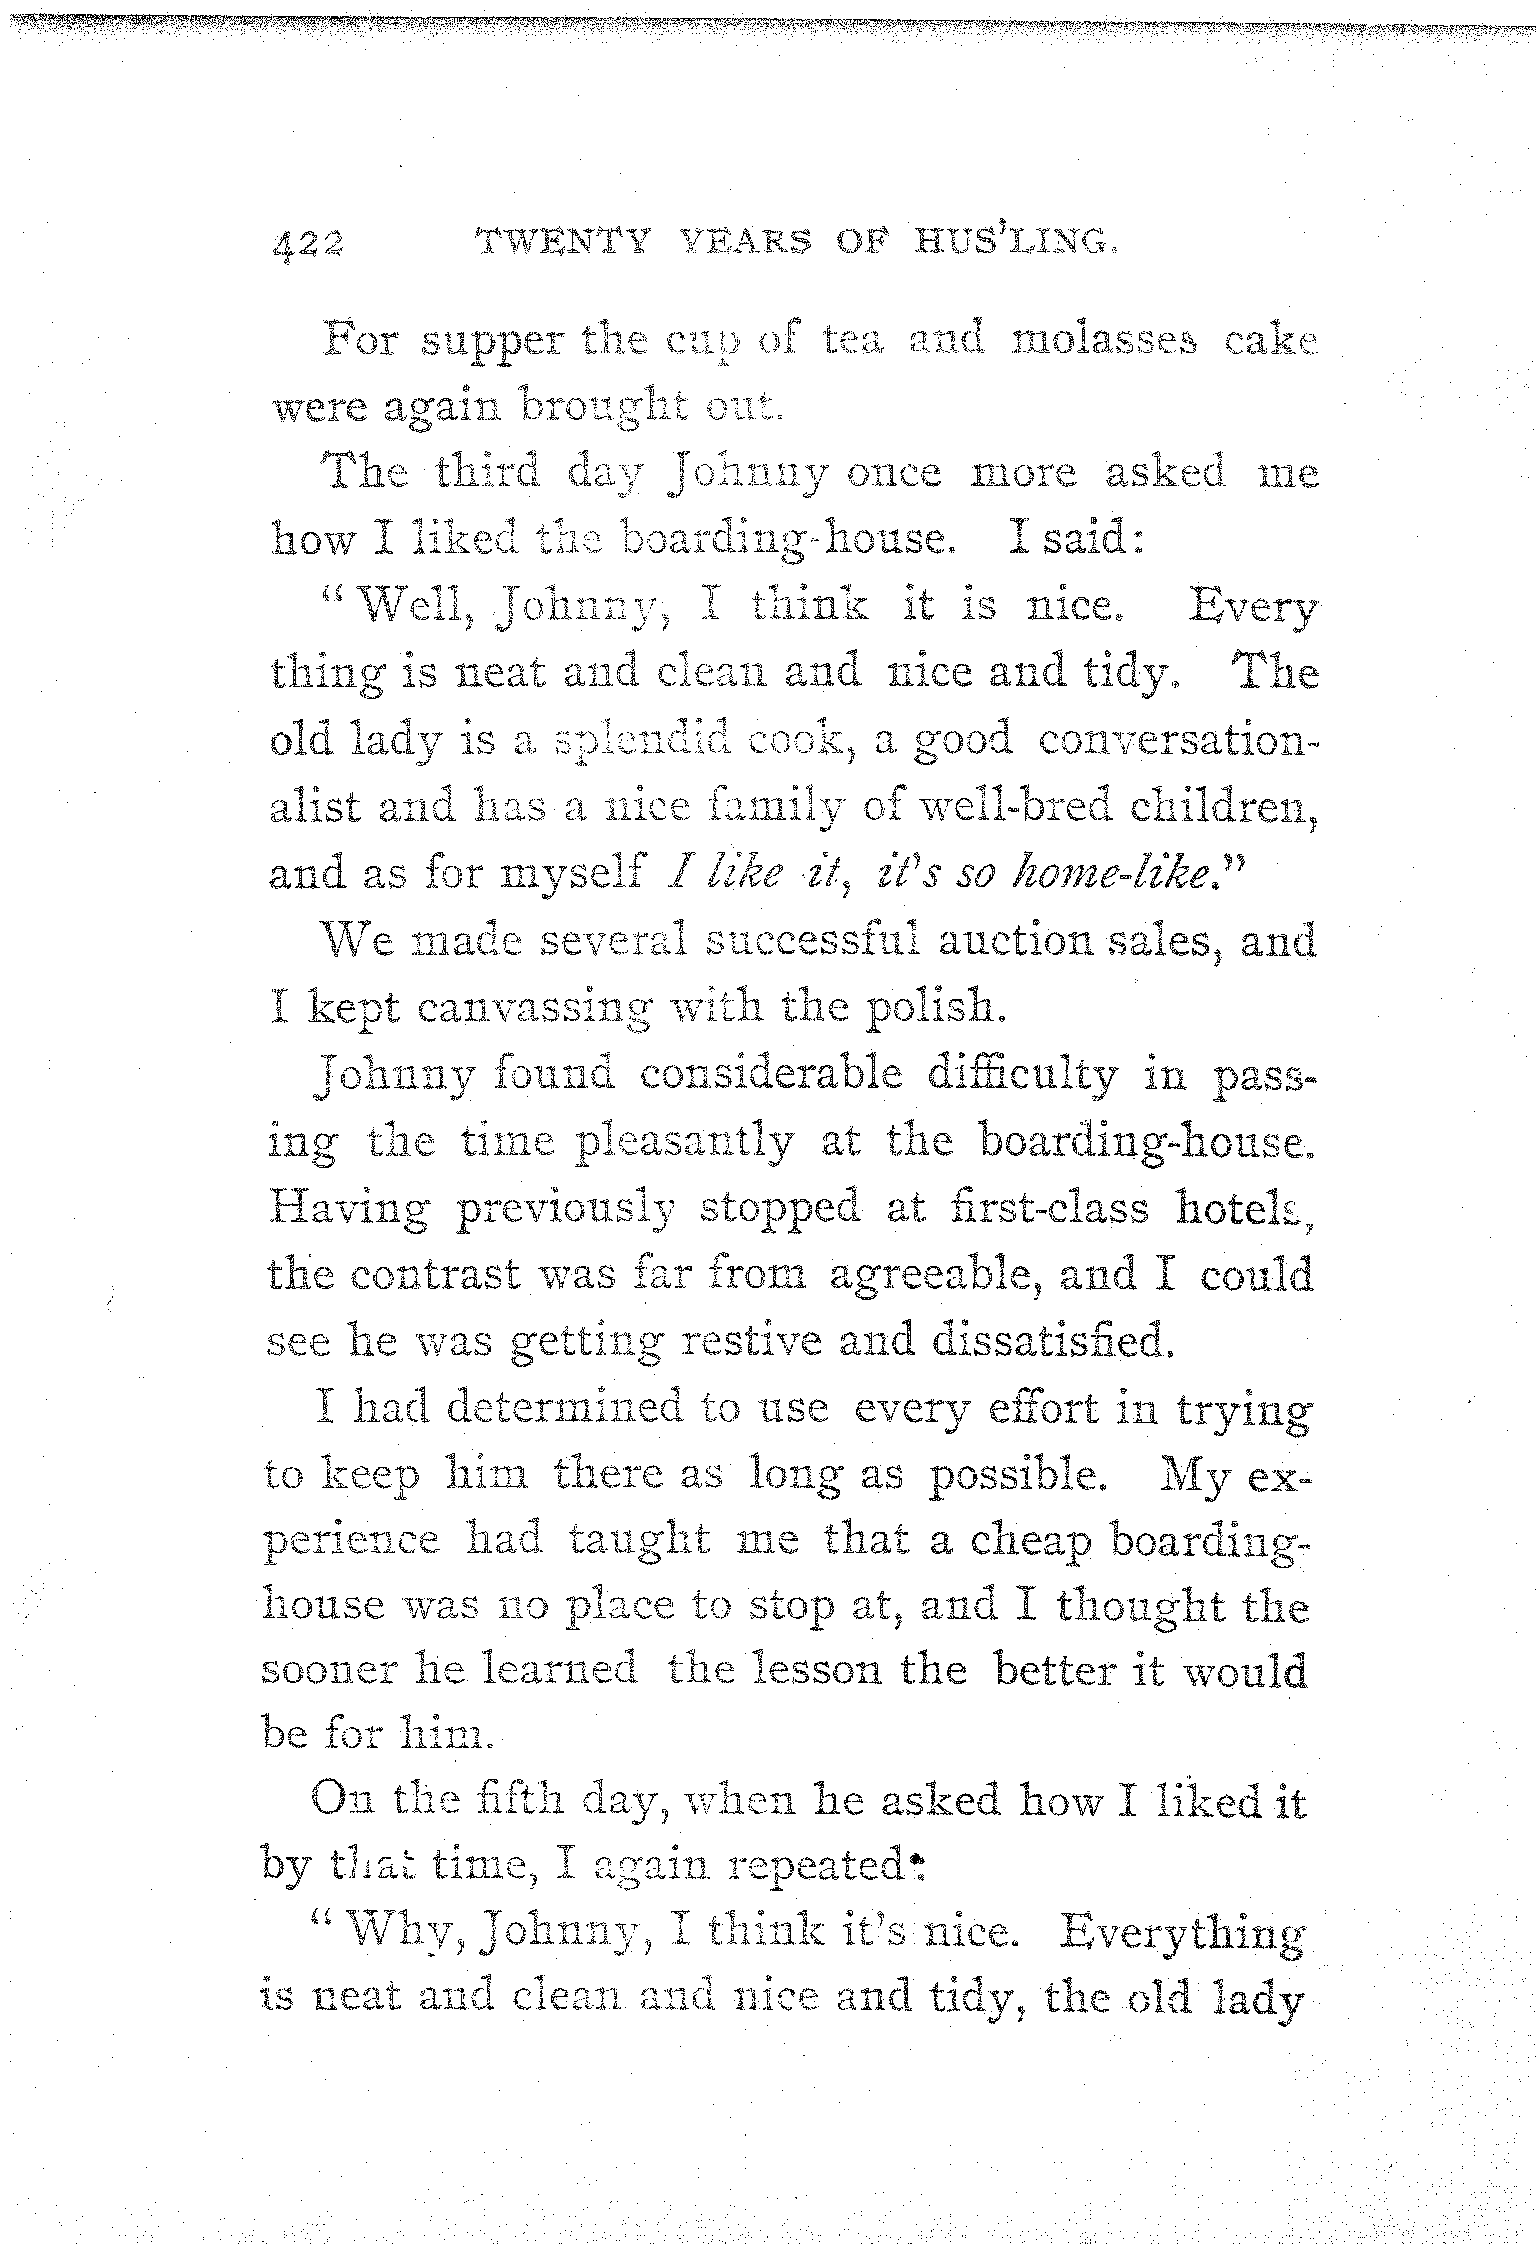 422 TWENTY YEARS OF HUS'LING.
For supper the cup of tea and molasses cake
were again brought out.
The third day Johnny once more asked me
how I liked the boarding-house. I said:
"Well, Johnny, I think it is nice. Every
thing is neat and clean and nice and tidy. The
old lady is a splendid cook, a good conversation-
alist and has a nice family of well-bred children,
and as for myself I like it, it's so home-like."
We made several successful auction sales, and
I kept canvassing with the polish.
Johnny found considerable difficulty in pass-
ing the time pleasantly at the boarding-house.
Having previously stopped at first-class hotels,
the contrast was far from agreeable, and I could
see he was getting restive and dissatisfied.
I had determined to use every effort in trying
to keep him there as long as possible. My ex-
perience had taught me that a cheap boarding-
house was no place to stop at, and I thought the
sooner he learned the lesson the better it would
be for him.
On the fifth day, when he asked how I liked it
by that time, I again repeated:
"Why, Johnny, I think it's nice. Everything
is neat and clean and nice and tidy, the old lady